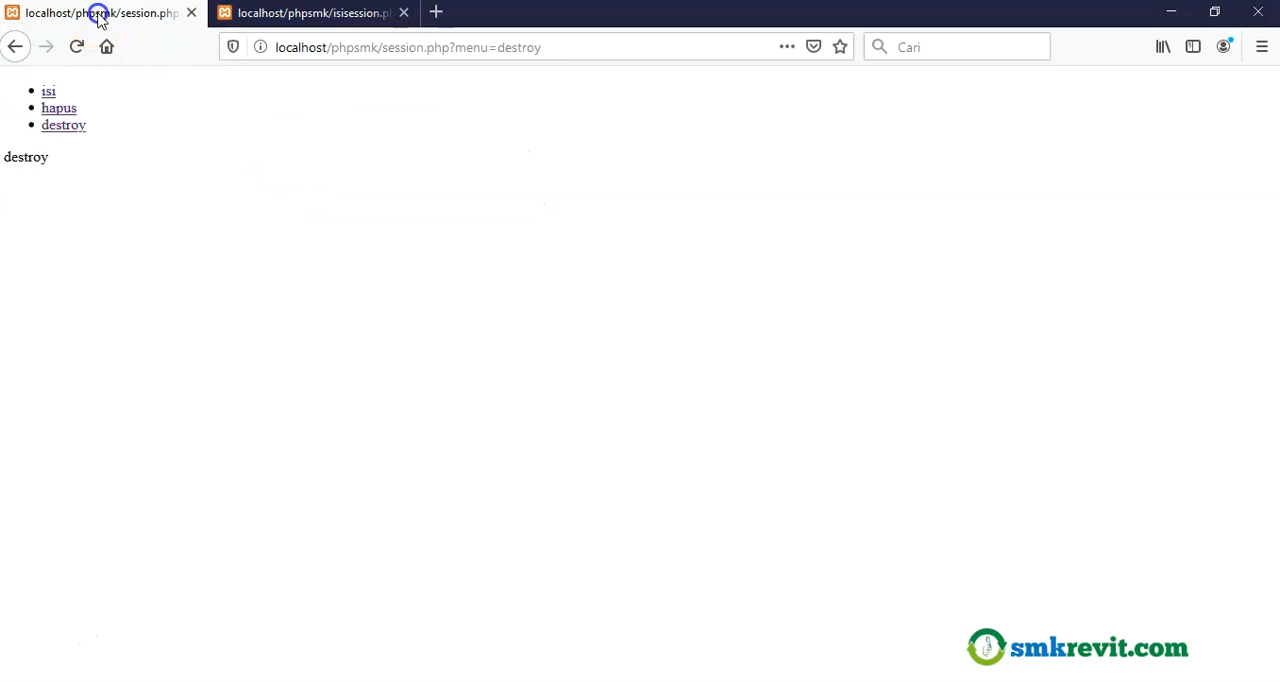 localhost/phpsmk/session.php
localhost/phpsmk/isisession.p
localhost/phpsmk/session.php?menu=destroy
Cari
isi
hapus
destroy
destroy
smkrevit.com